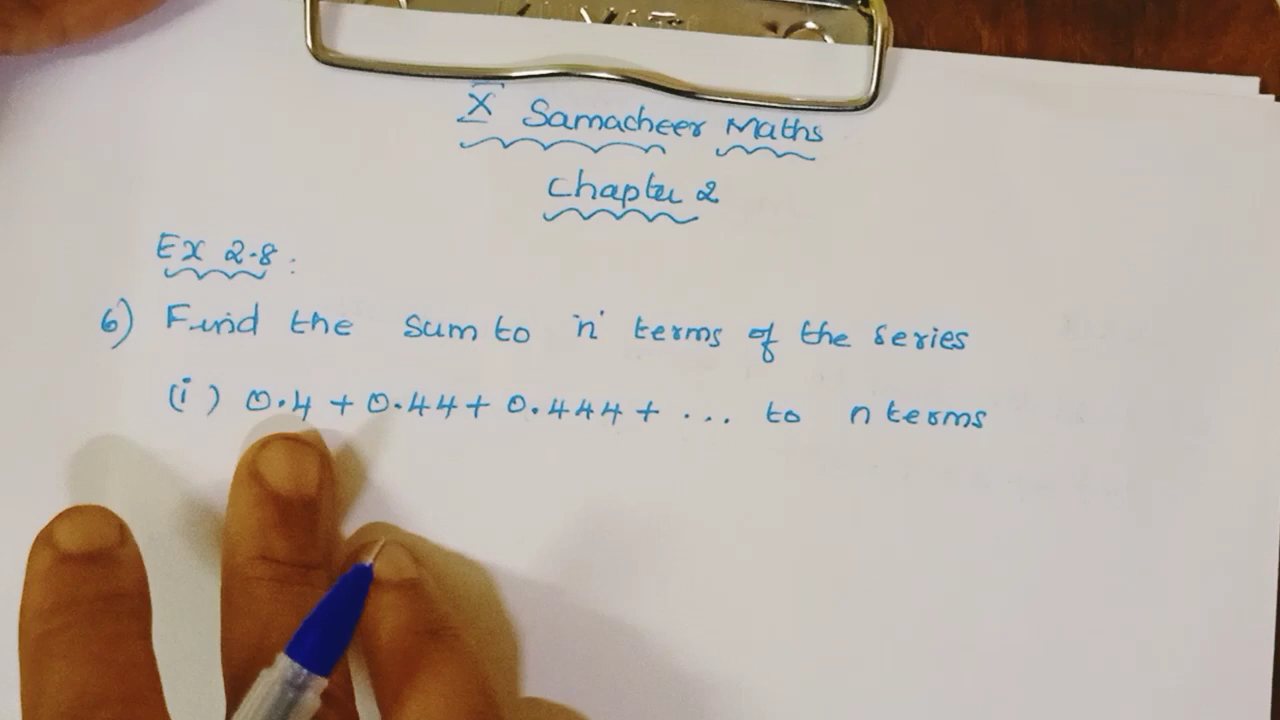 X Samacheer Maths
Chapter 2
Ex 2.8:
6) Find the sum to 'n' terms of the series
(i) 0.4 + 0.44 + 0.444 + ... to n terms